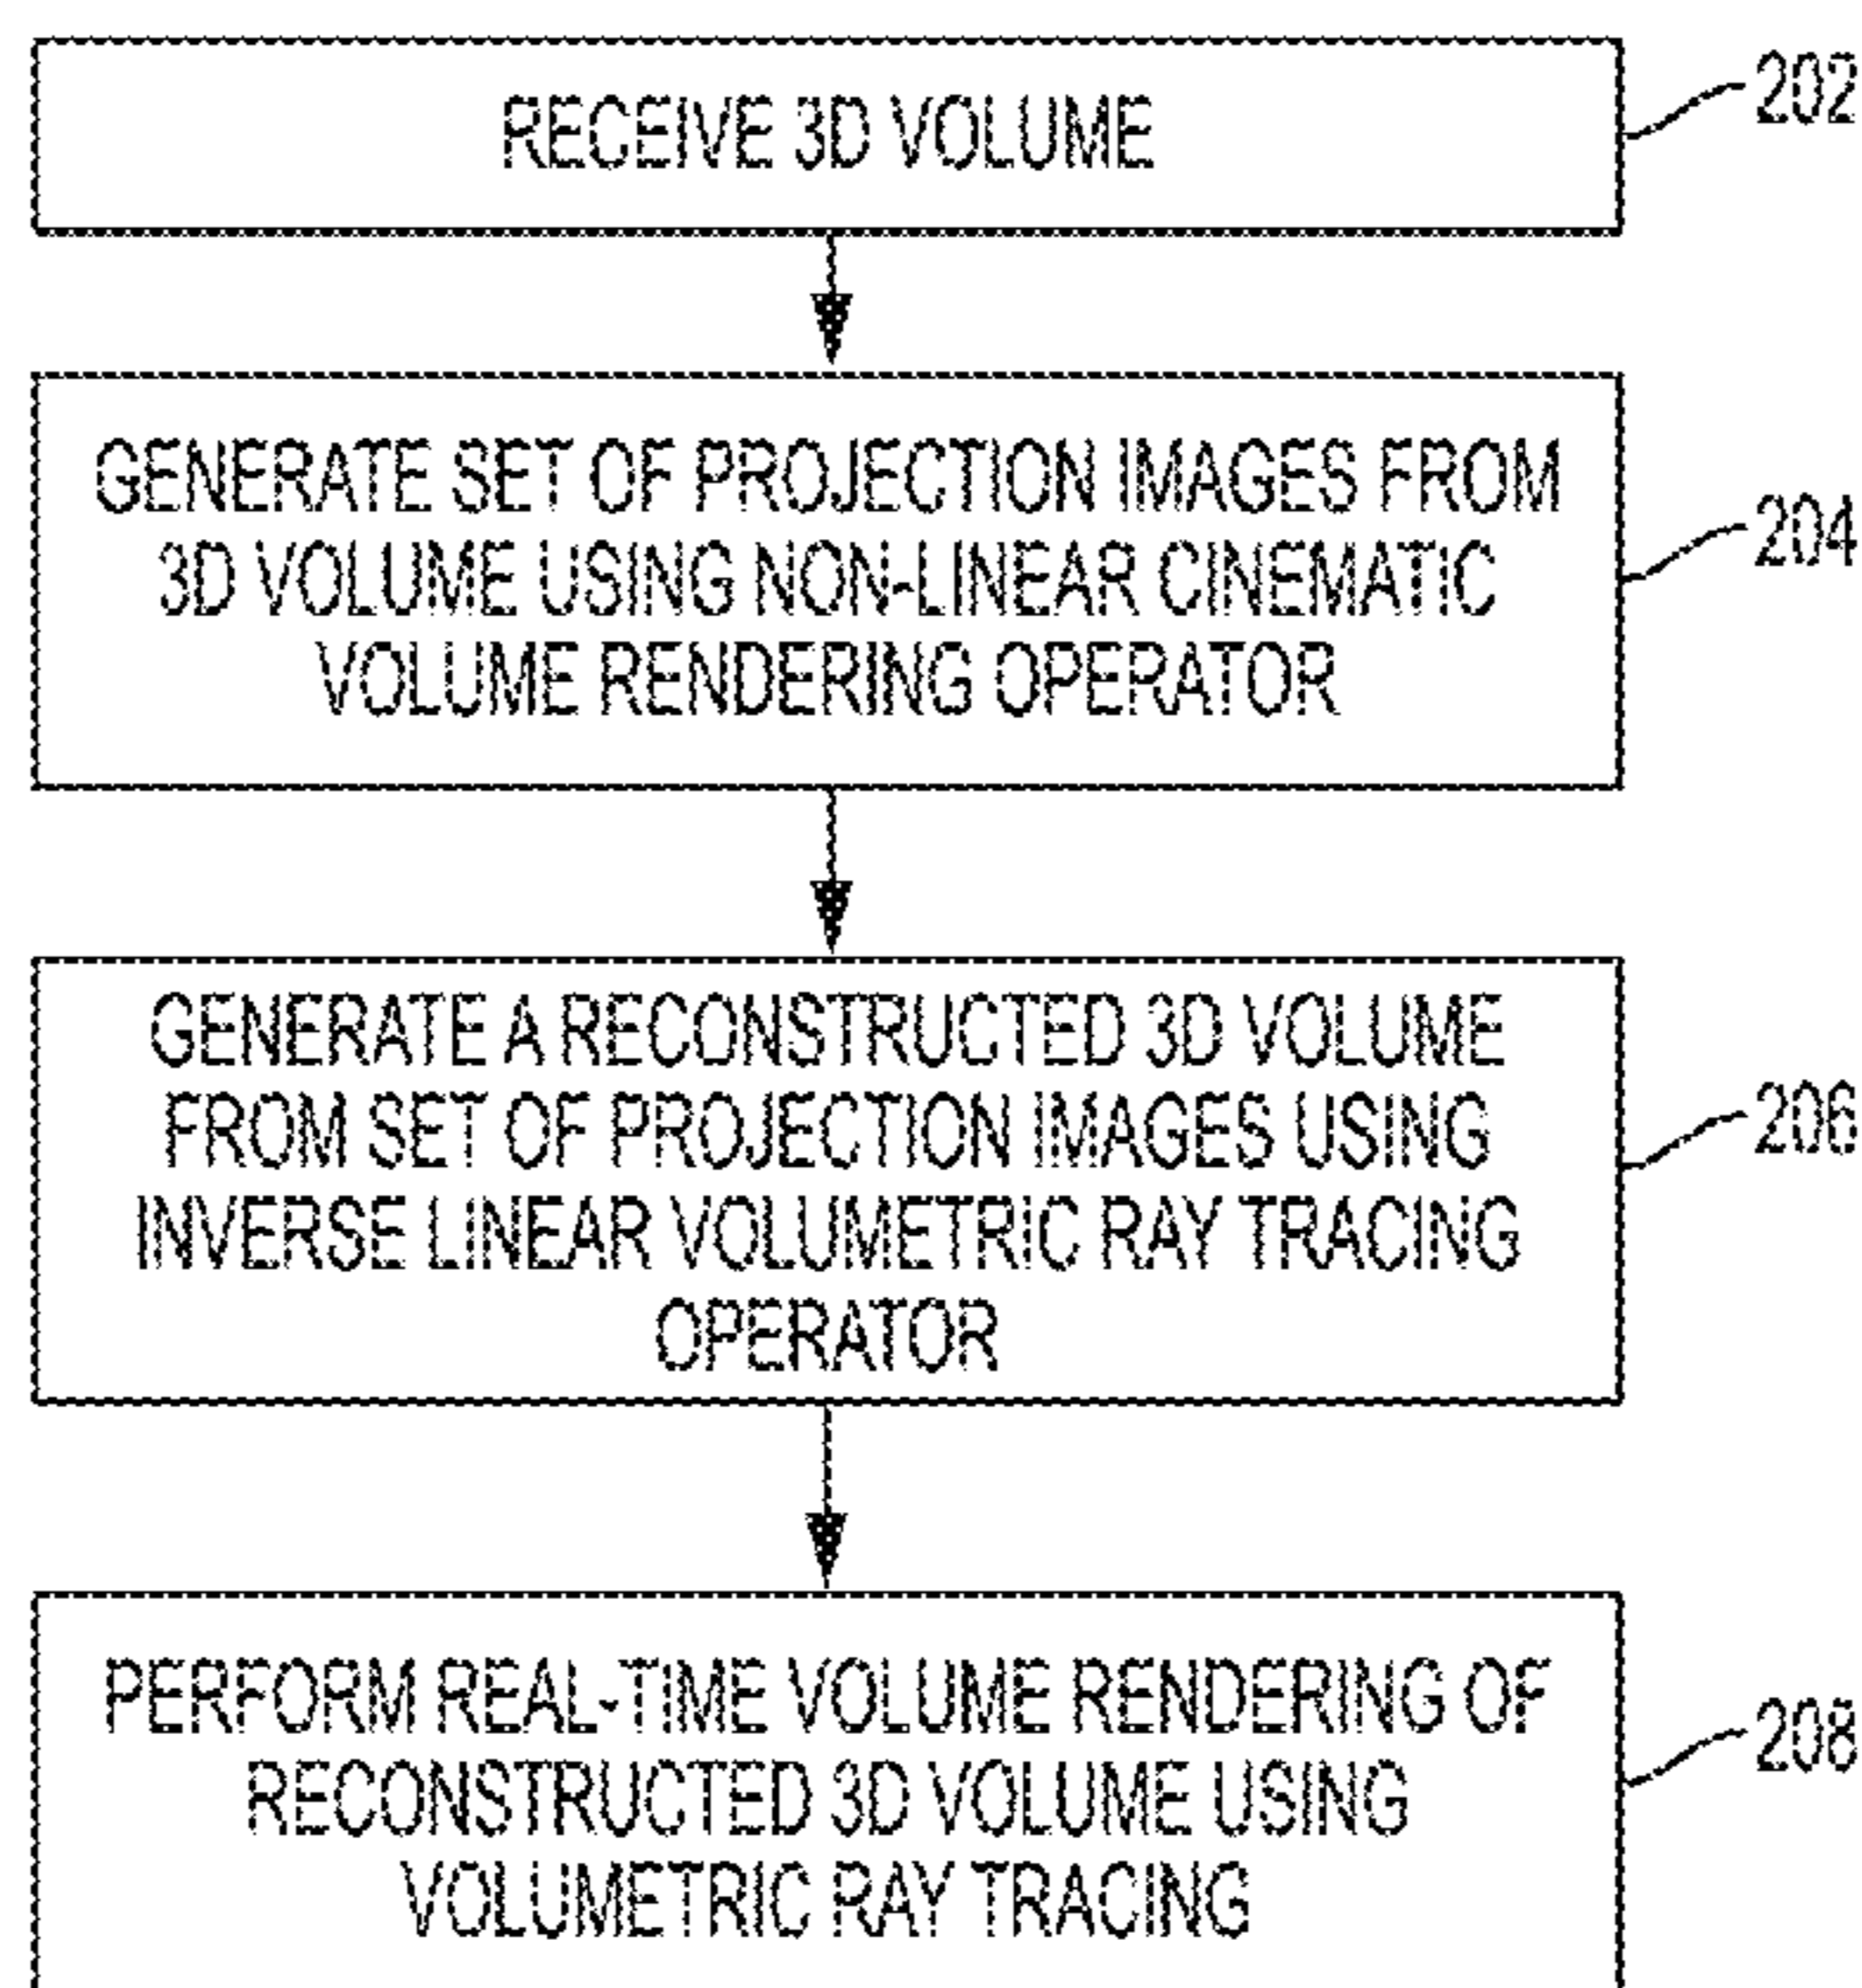 RECEIVE 3D VOLUME
202
GENERATE SET OF PROJECTION IMAGES FROM
3D VOLUME USING NON-LINEAR CINEMATIC
VOLUME RENDERING OPERATOR
204
GENERATE A RECONSTRUCTED 3D VOLUME
FROM SET OF PROJECTION IMAGES USING
INVERSE LINEAR VOLUMETRIC RAY TRACING
OPERATOR
206
PERFORM REAL-TIME VOLUME RENDERING OF
RECONSTRUCTED 3D VOLUME USING
VOLUMETRIC RAY TRACING
208